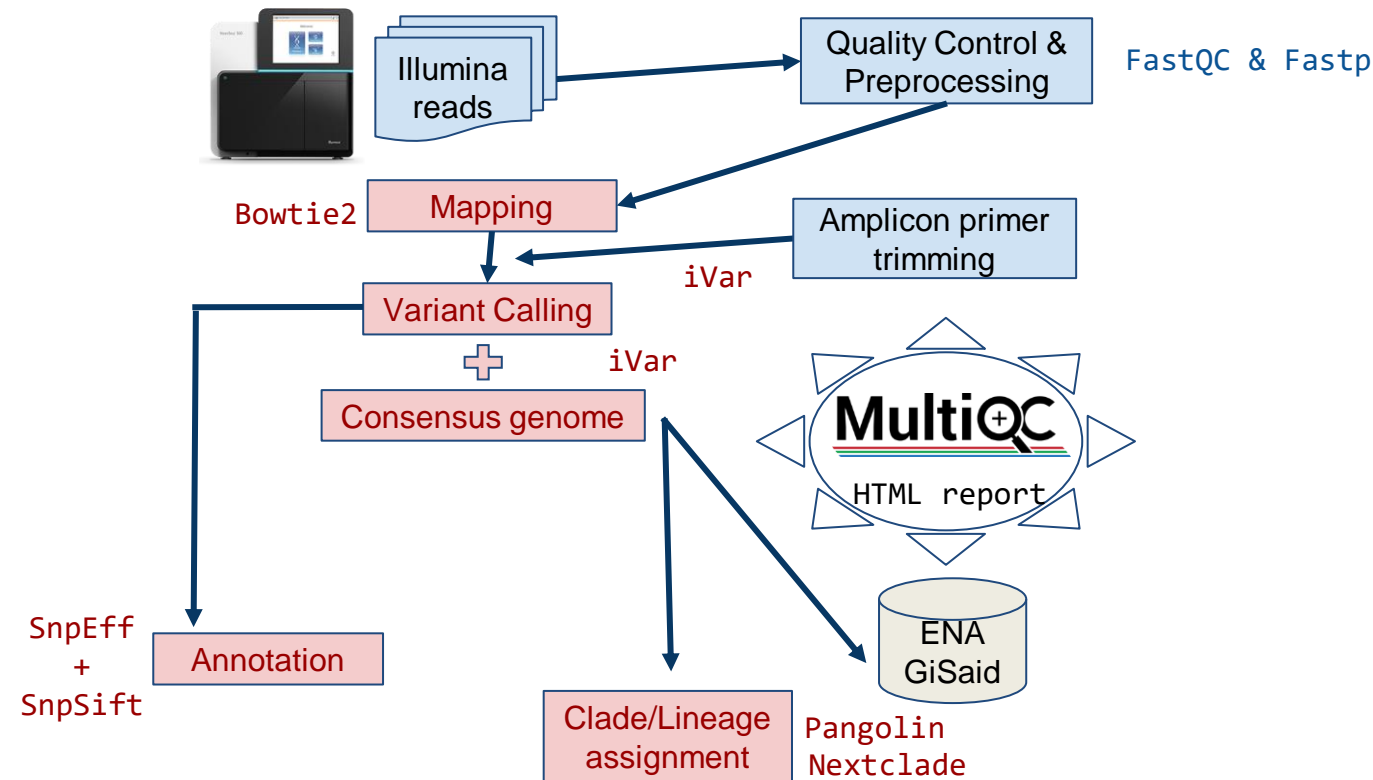 Illumina
reads
Quality Control &
Preprocessing
FastQC & Fastp
Bowtie2
Mapping
Amplicon primer
trimming
iVar
Variant Calling
iVar
Consensus genome
MultiQC
HTML report
SnpEff
+
SnpSift
Annotation
ENA
GiSaid
Clade/Lineage
assignment
Pangolin
Nextclade